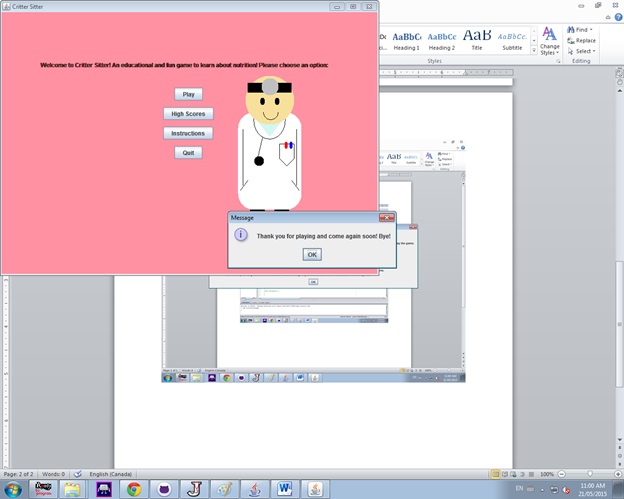 Critter Sitter
Welcome to Critter Sitter! An educational and fun game to learn about nutrition! Please choose an option:
Play
High Scores
Instructions
Quit
Message
Thank you for playing and come again soon! Bye!
OK
AaBbCc AaBbCc AaB AaBbCc.
Heading 1 Heading 2 Title Subtitle
Change Styles
Styles
Find
Replace
Select
Editing
OK
Page: 2 of 2 Words: 0 English (Canada) 100%
EN 11:00 AM
21/05/2015